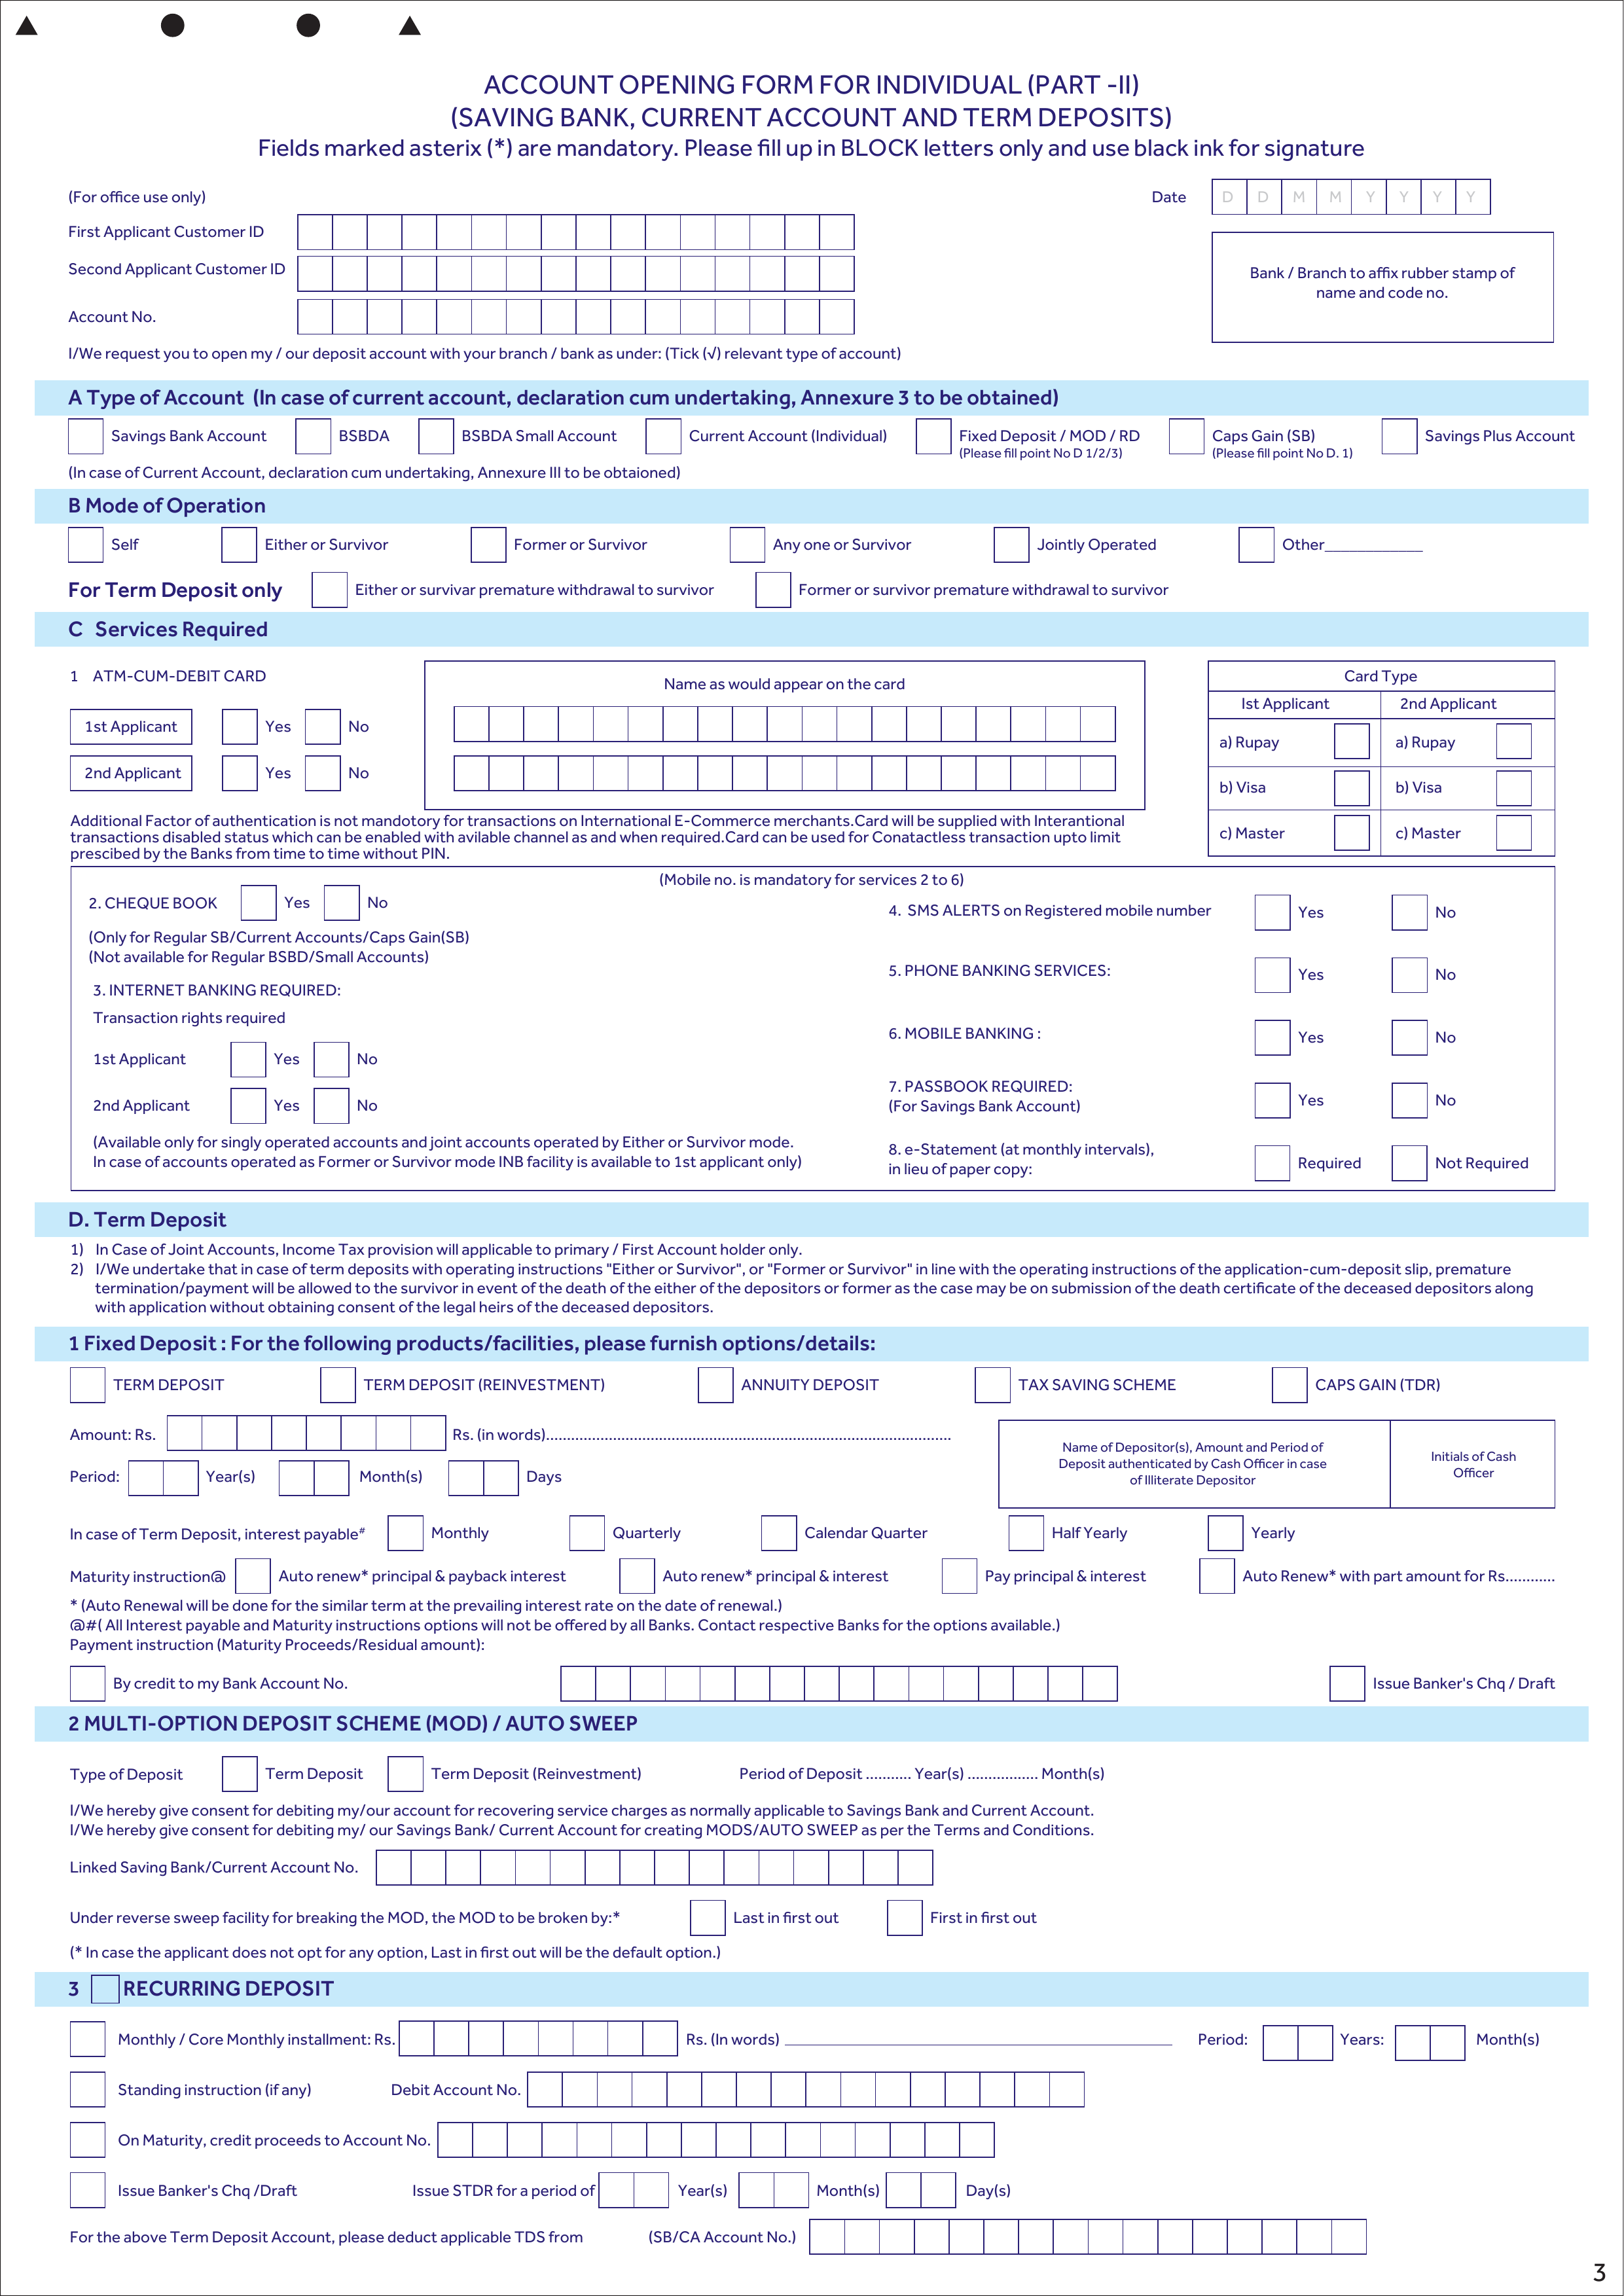 ACCOUNT OPENING FORM FOR INDIVIDUAL (PART -II)
(SAVING BANK, CURRENT ACCOUNT AND TERM DEPOSITS)
Fields marked asterix (*) are mandatory. Please fill up in BLOCK letters only and use black ink for signature
(For office use only)
Date D D M M Y Y Y Y
First Applicant Customer ID
Second Applicant Customer ID
Bank / Branch to affix rubber stamp of
name and code no.
Account No.
I/We request you to open my / our deposit account with your branch / bank as under: (Tick (√) relevant type of account)
A Type of Account (In case of current account, declaration cum undertaking, Annexure 3 to be obtained)
Savings Bank Account BSBDA BSBDA Small Account Current Account (Individual) Fixed Deposit / MOD / RD Caps Gain (SB) Savings Plus Account
(Please fill point No D 1/2/3) (Please fill point No D. 1)
(In case of Current Account, declaration cum undertaking, Annexure III to be obtaioned)
B Mode of Operation
Self Either or Survivor Former or Survivor Any one or Survivor Jointly Operated Other____________
For Term Deposit only Either or survivar premature withdrawal to survivor Former or survivor premature withdrawal to survivor
C Services Required
1 ATM-CUM-DEBIT CARD
Name as would appear on the card
Card Type
Ist Applicant 2nd Applicant
1st Applicant Yes No
a) Rupay a) Rupay
2nd Applicant Yes No
b) Visa b) Visa
c) Master c) Master
Additional Factor of authentication is not mandotory for transactions on International E-Commerce merchants.Card will be supplied with Interantional
transactions disabled status which can be enabled with avilable channel as and when required.Card can be used for Conatactless transaction upto limit
prescibed by the Banks from time to time without PIN.
(Mobile no. is mandatory for services 2 to 6)
2. CHEQUE BOOK Yes No
(Only for Regular SB/Current Accounts/Caps Gain(SB)
(Not available for Regular BSBD/Small Accounts)
3. INTERNET BANKING REQUIRED:
Transaction rights required
1st Applicant Yes No
2nd Applicant Yes No
(Available only for singly operated accounts and joint accounts operated by Either or Survivor mode.
In case of accounts operated as Former or Survivor mode INB facility is available to 1st applicant only)
4. SMS ALERTS on Registered mobile number Yes No
5. PHONE BANKING SERVICES: Yes No
6. MOBILE BANKING : Yes No
7. PASSBOOK REQUIRED:
(For Savings Bank Account) Yes No
8. e-Statement (at monthly intervals),
in lieu of paper copy: Required Not Required
D. Term Deposit
1) In Case of Joint Accounts, Income Tax provision will applicable to primary / First Account holder only.
2) I/We undertake that in case of term deposits with operating instructions "Either or Survivor", or "Former or Survivor" in line with the operating instructions of the application-cum-deposit slip, premature
termination/payment will be allowed to the survivor in event of the death of the either of the depositors or former as the case may be on submission of the death certificate of the deceased depositors along
with application without obtaining consent of the legal heirs of the deceased depositors.
1 Fixed Deposit : For the following products/facilities, please furnish options/details:
TERM DEPOSIT TERM DEPOSIT (REINVESTMENT) ANNUITY DEPOSIT TAX SAVING SCHEME CAPS GAIN (TDR)
Amount: Rs. Rs. (in words)............................................................................................
Period: Year(s) Month(s) Days
Name of Depositor(s), Amount and Period of
Deposit authenticated by Cash Officer in case
of Illiterate Depositor
Initials of Cash
Officer
In case of Term Deposit, interest payable# Monthly Quarterly Calendar Quarter Half Yearly Yearly
Maturity instruction@ Auto renew* principal & payback interest Auto renew* principal & interest Pay principal & interest Auto Renew* with part amount for Rs............
* (Auto Renewal will be done for the similar term at the prevailing interest rate on the date of renewal.)
@#( All Interest payable and Maturity instructions options will not be offered by all Banks. Contact respective Banks for the options available.)
Payment instruction (Maturity Proceeds/Residual amount):
By credit to my Bank Account No. Issue Banker's Chq / Draft
2 MULTI-OPTION DEPOSIT SCHEME (MOD) / AUTO SWEEP
Type of Deposit Term Deposit Term Deposit (Reinvestment) Period of Deposit ........... Year(s) ................. Month(s)
I/We hereby give consent for debiting my/our account for recovering service charges as normally applicable to Savings Bank and Current Account.
I/We hereby give consent for debiting my/ our Savings Bank/ Current Account for creating MODS/AUTO SWEEP as per the Terms and Conditions.
Linked Saving Bank/Current Account No.
Under reverse sweep facility for breaking the MOD, the MOD to be broken by:* Last in first out First in first out
(* In case the applicant does not opt for any option, Last in first out will be the default option.)
3 RECURRING DEPOSIT
Monthly / Core Monthly installment: Rs. Rs. (In words) ____________ Period: Years: Month(s)
Standing instruction (if any) Debit Account No.
On Maturity, credit proceeds to Account No.
Issue Banker's Chq /Draft Issue STDR for a period of Year(s) Month(s) Day(s)
For the above Term Deposit Account, please deduct applicable TDS from (SB/CA Account No.)
3